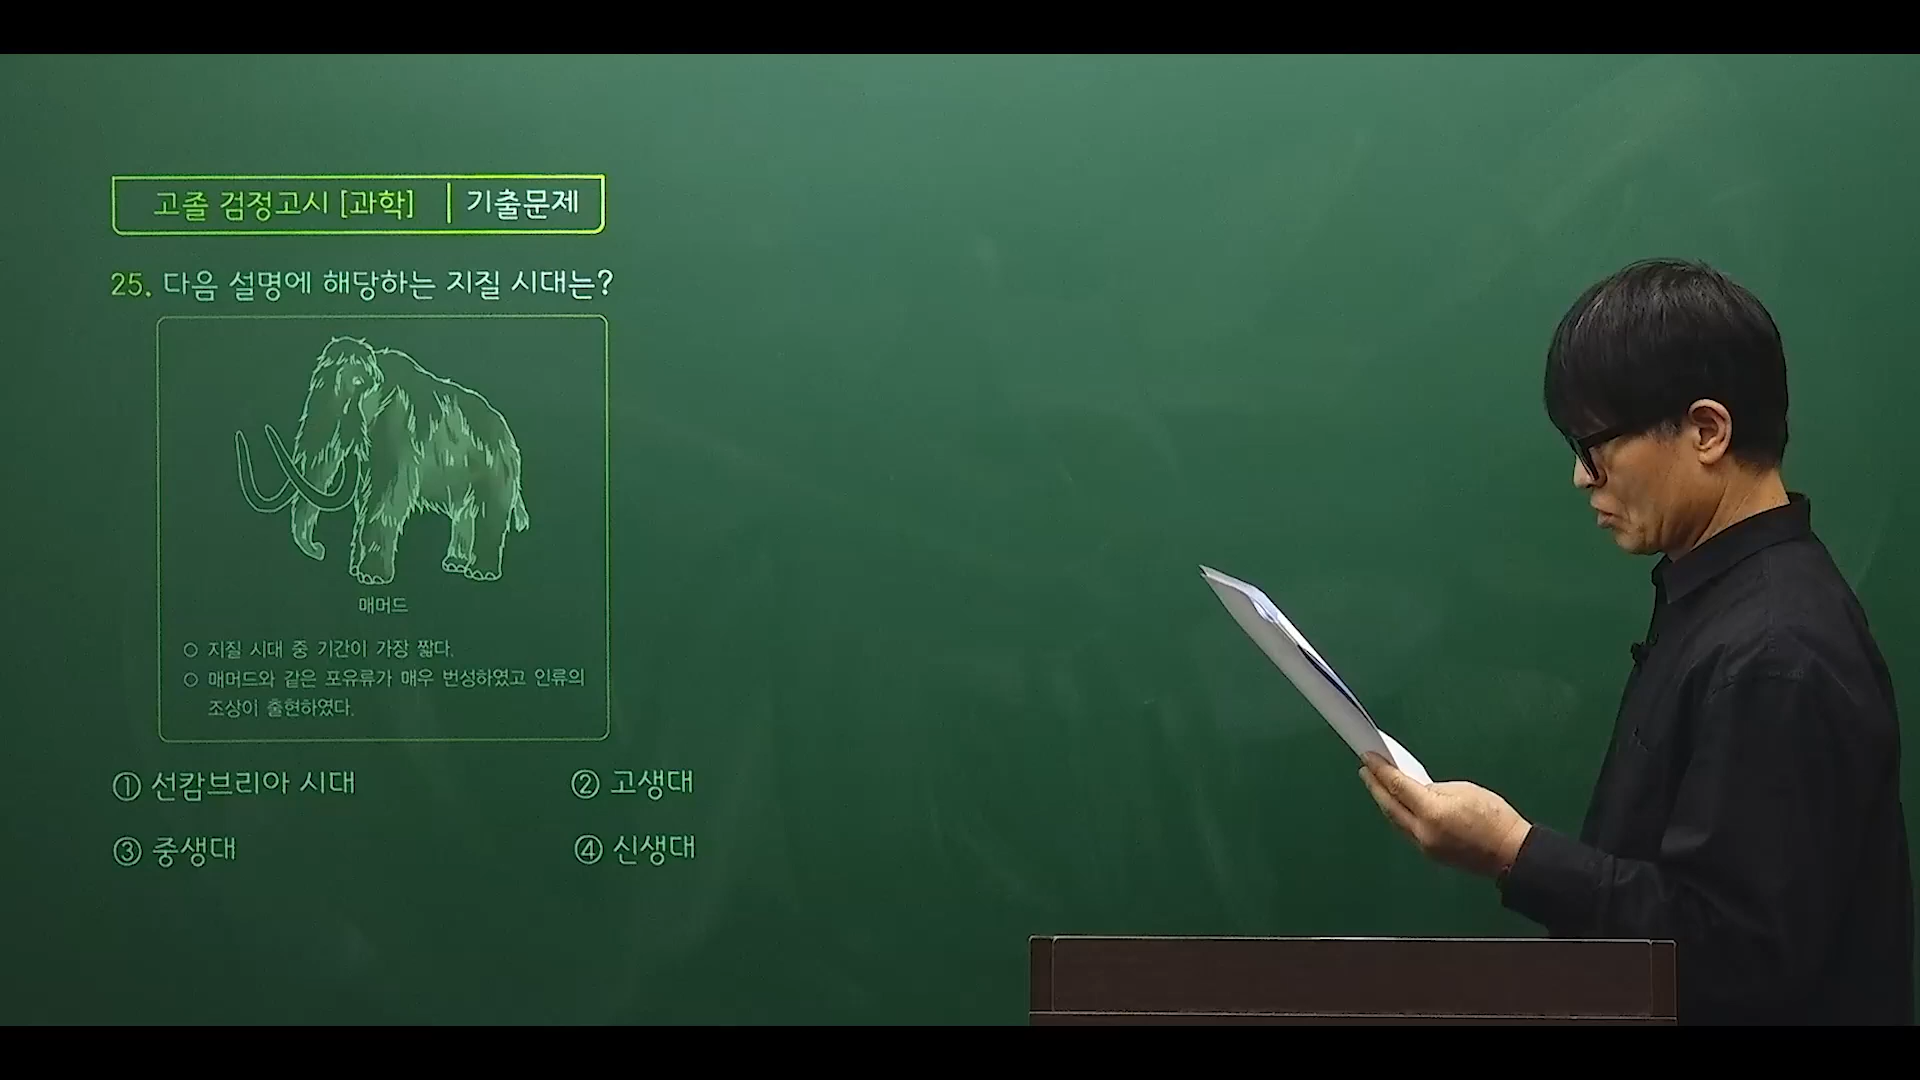 고졸 검정고시 [과학] 기출문제
25. 다음 설명에 해당하는 지질 시대는?
매머드
○ 지질 시대 중 기간이 가장 짧다.
○ 매머드와 같은 포유류가 매우 번성하였고 인류의
조상이 출현하였다.
① 선캄브리아 시대 ② 고생대
③ 중생대 ④ 신생대